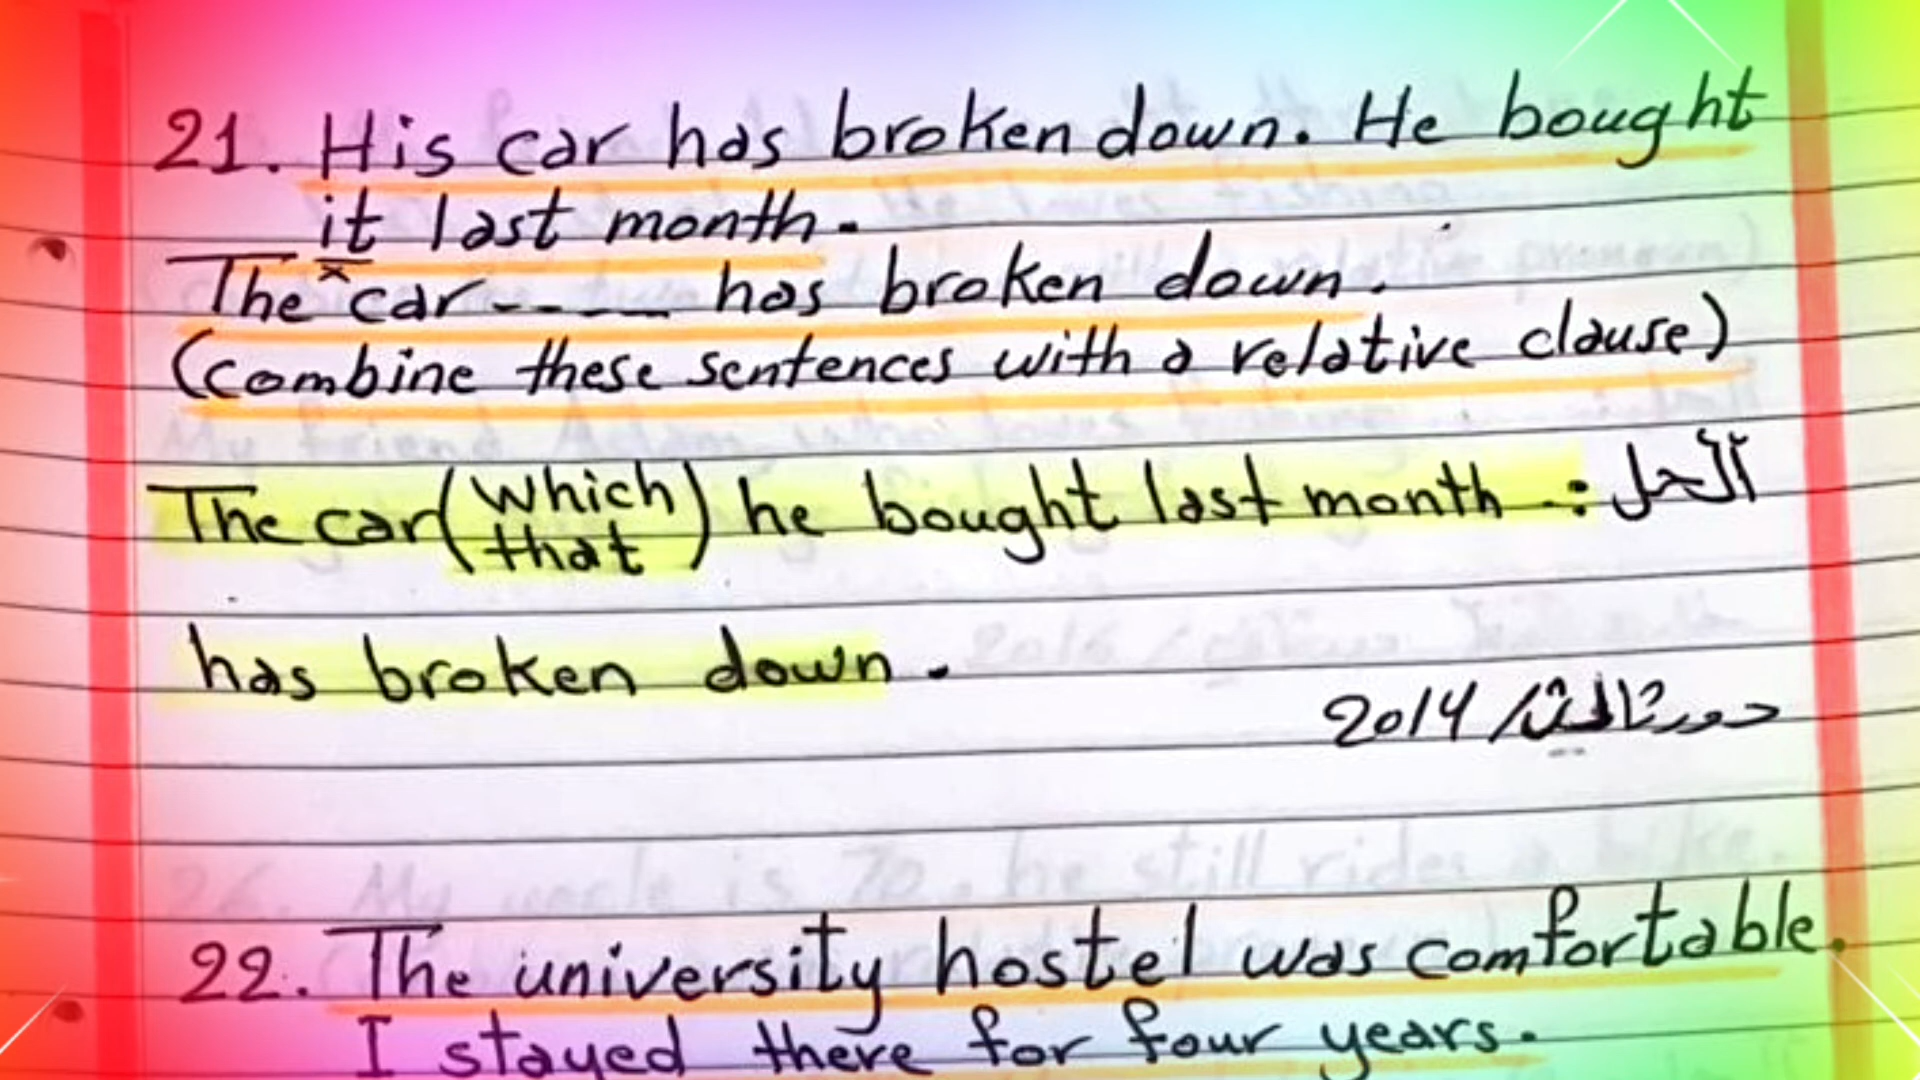 21. His car has broken down. He bought
it last month.
The car----- has broken down.
(combine these sentences with a relative clause)
The car (which that) he bought last month .: الحل
has broken down.
دور ثالث / 2014
22. The university hostel was comfortable.
I stayed there for four years.